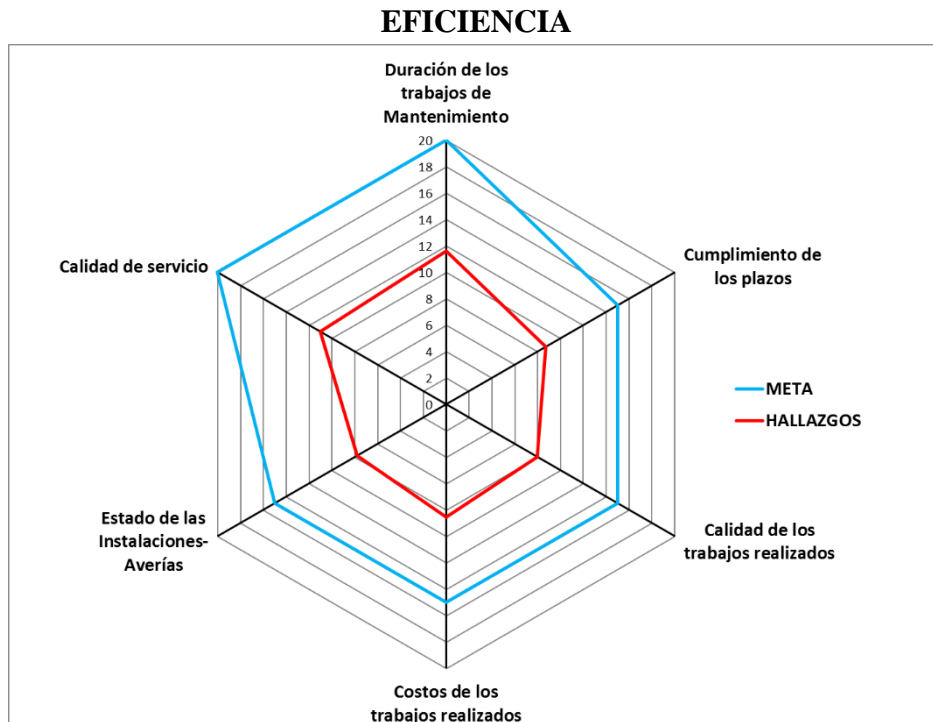 EFICIENCIA
Duración de los
trabajos de
Mantenimiento
20
18
16
14
12
10
8
6
4
2
0
Cumplimiento de
los plazos
Calidad de los
trabajos realizados
Costos de los
trabajos realizados
Estado de las
Instalaciones-
Averías
Calidad de servicio
META
HALLAZGOS